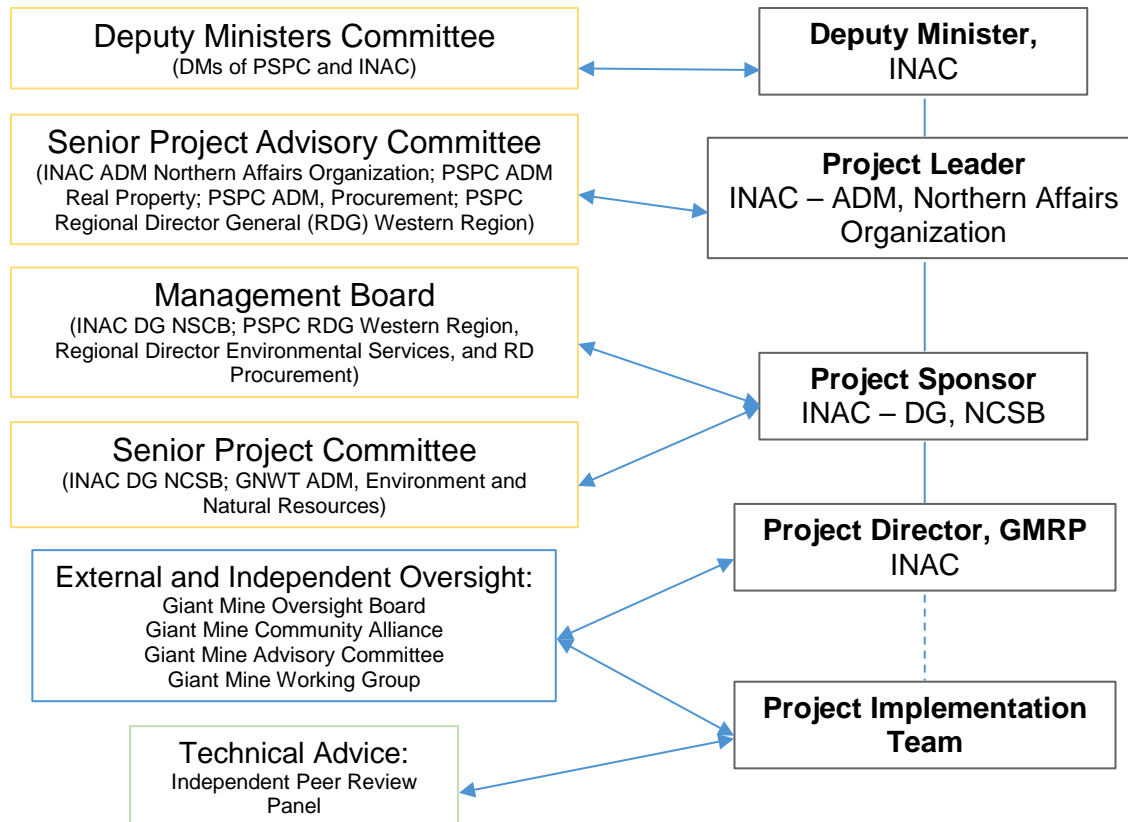 Deputy Ministers Committee
(DMs of PSPC and INAC)
Deputy Minister,
INAC
Senior Project Advisory Committee
(INAC ADM Northern Affairs Organization; PSPC ADM
Real Property; PSPC ADM, Procurement; PSPC
Regional Director General (RDG) Western Region)
Project Leader
INAC – ADM, Northern Affairs
Organization
Management Board
(INAC DG NSCB; PSPC RDG Western Region,
Regional Director Environmental Services, and RD
Procurement)
Project Sponsor
INAC – DG, NCSB
Senior Project Committee
(INAC DG NCSB; GNWT ADM, Environment and
Natural Resources)
Project Director, GMRP
INAC
External and Independent Oversight:
Giant Mine Oversight Board
Giant Mine Community Alliance
Giant Mine Advisory Committee
Giant Mine Working Group
Project Implementation
Team
Technical Advice:
Independent Peer Review
Panel